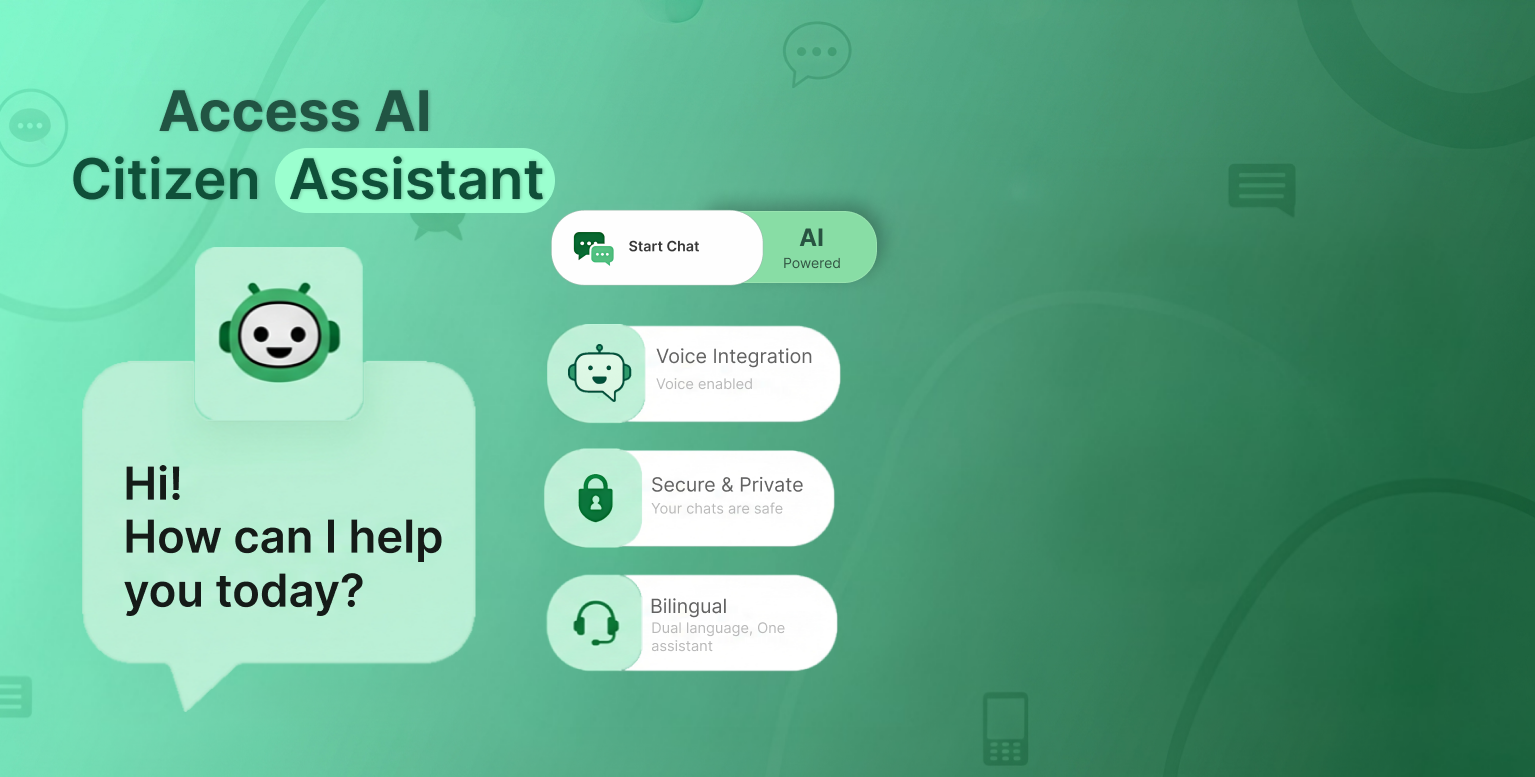 Access AI
Citizen Assistant
Start Chat
AI
Powered
Hi!
How can I help
you today?
Voice Integration
Voice enabled
Secure & Private
Your chats are safe
Bilingual
Dual language, One
assistant